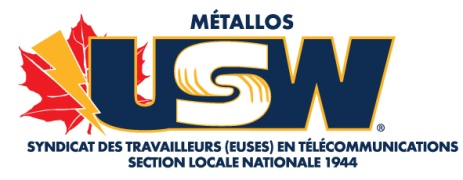 MÉTALLOS
USW®
SYNDICAT DES TRAVAILLEURS (EUSES) EN TÉLÉCOMMUNICATIONS
SECTION LOCALE NATIONALE 1944